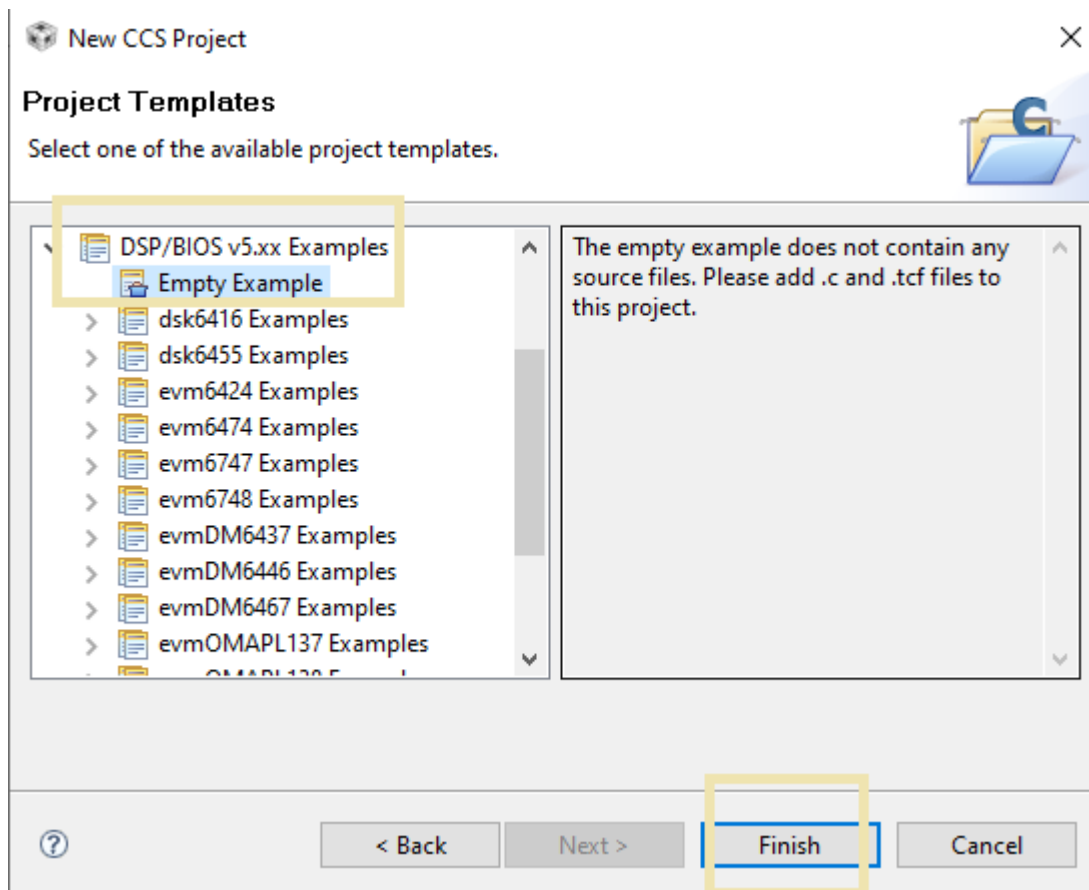 New CCS Project
Project Templates
Select one of the available project templates.
DSP/BIOS v5.xx Examples
Empty Example
dsk6416 Examples
dsk6455 Examples
evm6424 Examples
evm6474 Examples
evm6747 Examples
evm6748 Examples
evmDM6437 Examples
evmDM6446 Examples
evmDM6467 Examples
evmOMAPL137 Examples
The empty example does not contain any
source files. Please add .c and .tcf files to
this project.
< Back
Next >
Finish
Cancel